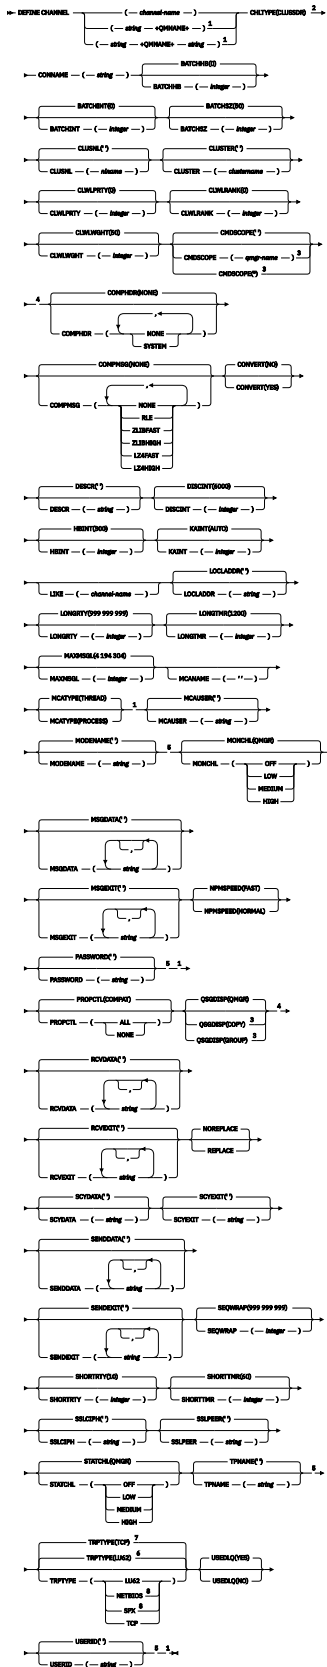 DEFINE CHANNEL ( channel-name ) CHLTYPE(CLUSSDR) 2
( string +QMNAME+ ) 1
( string +QMNAME+ string ) 1
BATCHHB(0)
CONNAME ( string ) BATCHHB ( integer )
BATCHINT(0) BATCHSZ(50)
BATCHINT ( integer ) BATCHSZ ( integer )
CLUSNL(' ') CLUSTER(' ')
CLUSNL ( nlname ) CLUSTER ( clustername )
CLWLPRTY(0) CLWLRANK(0)
CLWLPRTY ( integer ) CLWLRANK ( integer )
CLWLWGHT(50) CMDSCOPE(' ')
CLWLWGHT ( integer ) CMDSCOPE ( qmgr-name ) 3
CMDSCOPE(*) 3
4 COMPHDR(NONE)
,
COMPHDR ( NONE )
SYSTEM
COMPMSG(NONE) CONVERT(NO)
, CONVERT(YES)
COMPMSG ( NONE )
RLE
ZLIBFAST
ZLIBHIGH
LZ4FAST
LZ4HIGH
DESCR(' ') DISCINT(6000)
DESCR ( string ) DISCINT ( integer )
HBINT(300) KAINT(AUTO)
HBINT ( integer ) KAINT ( integer )
LOCLADDR(' ')
LIKE ( channel-name ) LOCLADDR ( string )
LONGRTY(999 999 999) LONGTMR(1200)
LONGRTY ( integer ) LONGTMR ( integer )
MAXMSGL(4 194 304)
MAXMSGL ( integer ) MCANAME ( ' ' )
MCATYPE(THREAD) 1 MCAUSER(' ')
MCATYPE(PROCESS) MCAUSER ( string )
MODENAME(' ') 5 MONCHL(QMGR)
MODENAME ( string ) MONCHL ( OFF )
LOW
MEDIUM
HIGH
MSGDATA(' ')
,
MSGDATA ( string )
MSGEXIT(' ') NPMSPEED(FAST)
, NPMSPEED(NORMAL)
MSGEXIT ( string )
PASSWORD(' ') 5 1
PASSWORD ( string )
PROPCTL(COMPAT) QSGDISP(QMGR) 4
PROPCTL ( ALL ) QSGDISP(COPY) 3
NONE QSGDISP(GROUP) 3
RCVDATA(' ')
,
RCVDATA ( string )
RCVEXIT(' ') NOREPLACE
, REPLACE
RCVEXIT ( string )
SCYDATA(' ') SCYEXIT(' ')
SCYDATA ( string ) SCYEXIT ( string )
SENDDATA(' ')
,
SENDDATA ( string )
SENDEXIT(' ') SEQWRAP(999 999 999)
, SEQWRAP ( integer )
SENDEXIT ( string )
SHORTRTY(10) SHORTTMR(60)
SHORTRTY ( integer ) SHORTTMR ( integer )
SSLCIPH(' ') SSLPEER(' ')
SSLCIPH ( string ) SSLPEER ( string )
STATCHL(QMGR) TPNAME(' ') 5
STATCHL ( OFF ) TPNAME ( string )
LOW
MEDIUM
HIGH
TRPTYPE(TCP) 7
TRPTYPE(LU62) 6 USEDLQ(YES)
TRPTYPE ( LU62 ) USEDLQ(NO)
NETBIOS 8
SPX 8
TCP
USERID(' ') 5 1
USERID ( string )